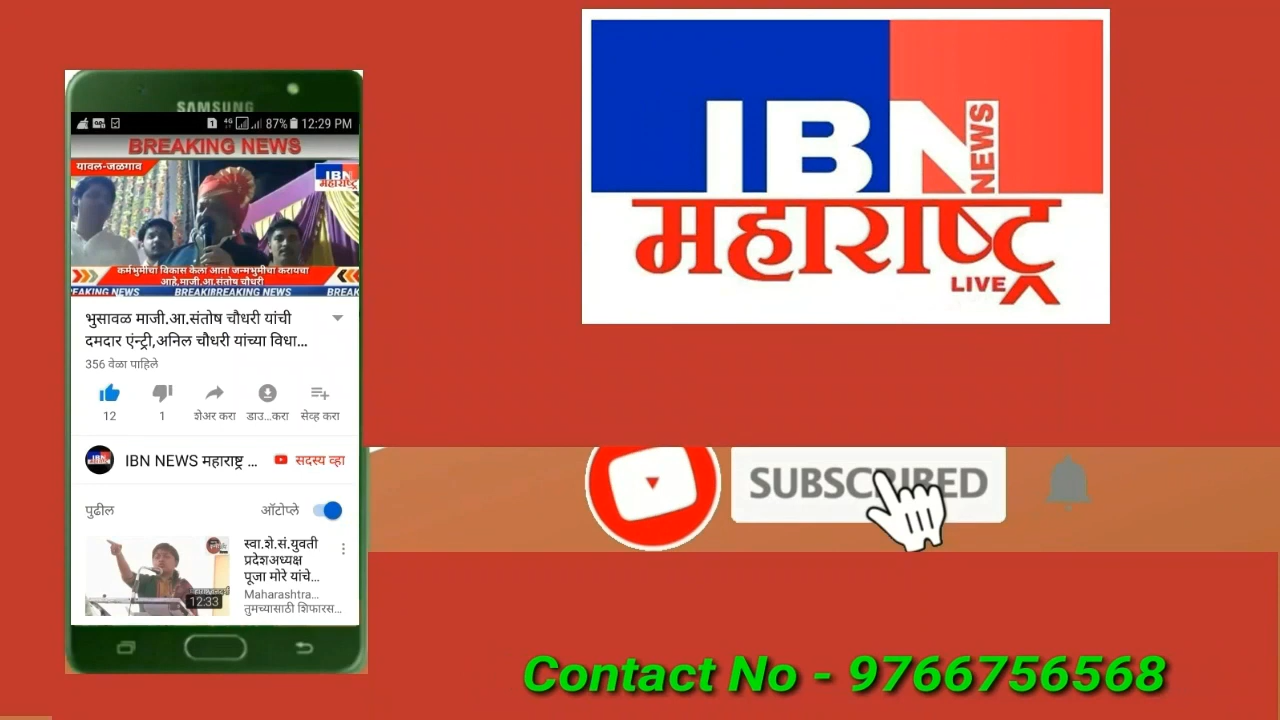 SAMSUNG
87% 12:29 PM
BREAKING NEWS
यावल-जळगाव
IBN
महाराष्ट्र
कर्मभुमीचा विकास केला आता जन्मभुमीचा करायचा
आहे.माजी.आ.संतोष चौधरी
EAKING NEWS BREAKIBREAKING NEWS BREAK
भुसावळ माजी.आ.संतोष चौधरी यांची
दमदार एंन्ट्री,अनिल चौधरी यांच्या विधा...
356 वेळा पाहिले
12 1 शेअर करा डाउ...करा सेव्ह करा
IBN NEWS महाराष्ट्र ... सदस्य व्हा
पुढील ऑटोप्ले
स्वा.शे.सं.युवती
प्रदेशअध्यक्ष
पूजा मोरे यांचे...
Maharashtra...
तुमच्यासाठी शिफारस...
12:33
IBN NEWS
महाराष्ट्र
LIVE
SUBSCRIBED
Contact No - 9766756568